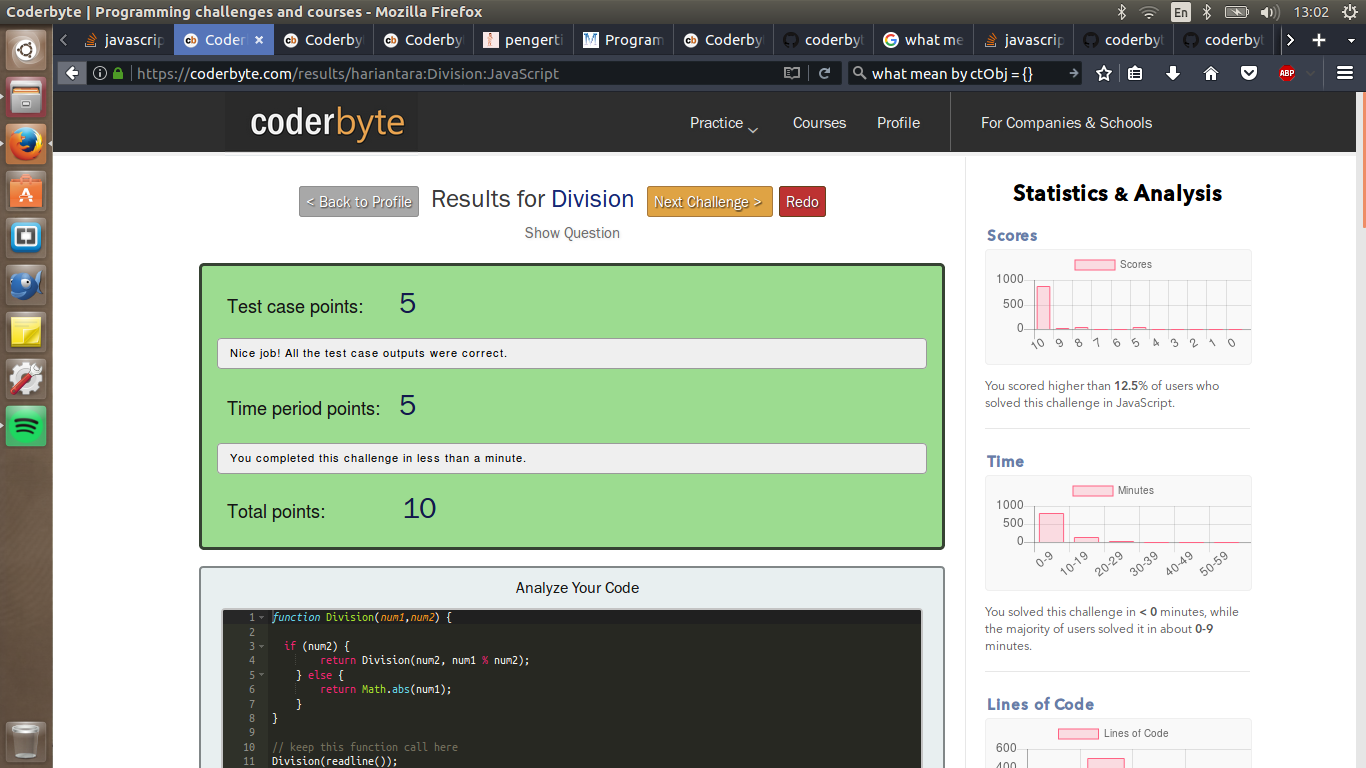 Coderbyte | Programming challenges and courses - Mozilla Firefox
En
13:02
javascrip
Coder
Coderby
Coderby
pengerti
Program
Coderby
coderby
what me
javascrip
coderby
coderby
https://coderbyte.com/results/hariantara:Division:JavaScript
what mean by ctObj = {}
ABP
coderbyte
Practice
Courses
Profile
For Companies & Schools
< Back to Profile
Results for Division
Next Challenge >
Redo
Show Question
Test case points: 5
Nice job! All the test case outputs were correct.
Time period points: 5
You completed this challenge in less than a minute.
Total points: 10
Analyze Your Code
1 function Division(num1,num2) {
2
3 if (num2) {
4 return Division(num2, num1 % num2);
5 } else {
6 return Math.abs(num1);
7 }
8 }
9
10 // keep this function call here
11 Division(readline());
Statistics & Analysis
Scores
Scores
1000
500
0
10 9 8 7 6 5 4 3 2 1 0
You scored higher than 12.5% of users who
solved this challenge in JavaScript.
Time
Minutes
1000
500
0
0-9 10-19 20-29 30-39 40-49 50-59
You solved this challenge in < 0 minutes, while
the majority of users solved it in about 0-9
minutes.
Lines of Code
Lines of Code
600
400